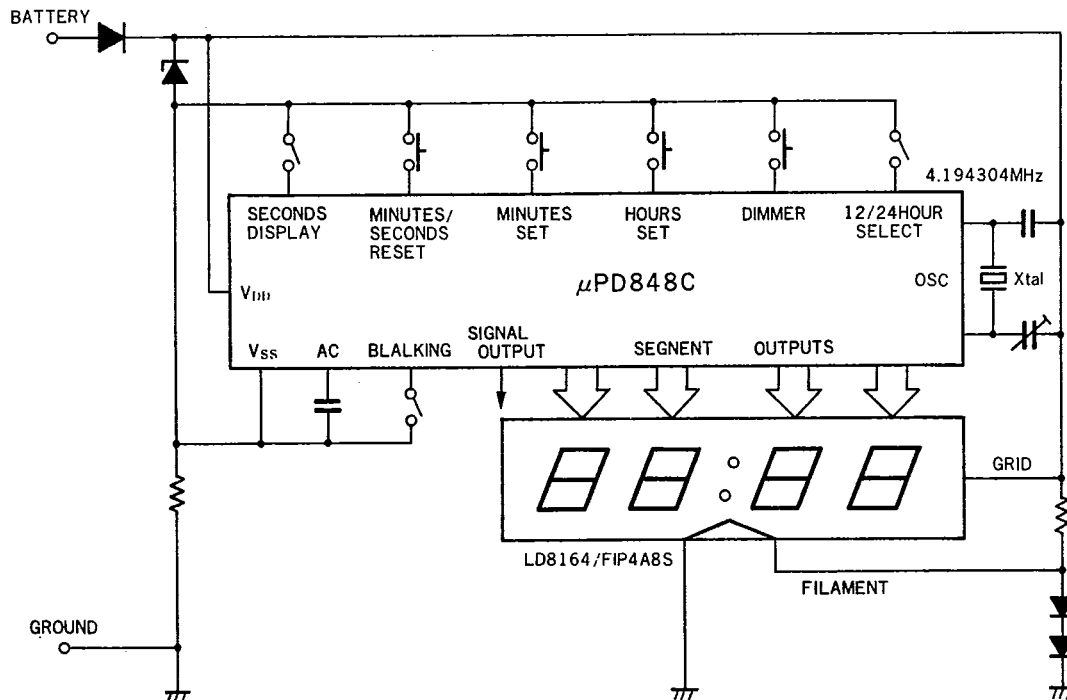 BATTERY
4.194304MHz
SECONDS
DISPLAY
MINUTES/
SECONDS
RESET
MINUTES
SET
HOURS
SET
DIMMER
12/24HOUR
SELECT
VDD
μPD848C
OSC
Xtal
VSS
AC
BLALKING
SIGNAL
OUTPUT
SEGNENT
OUTPUTS
GRID
LD8164/FIP4A8S
FILAMENT
GROUND